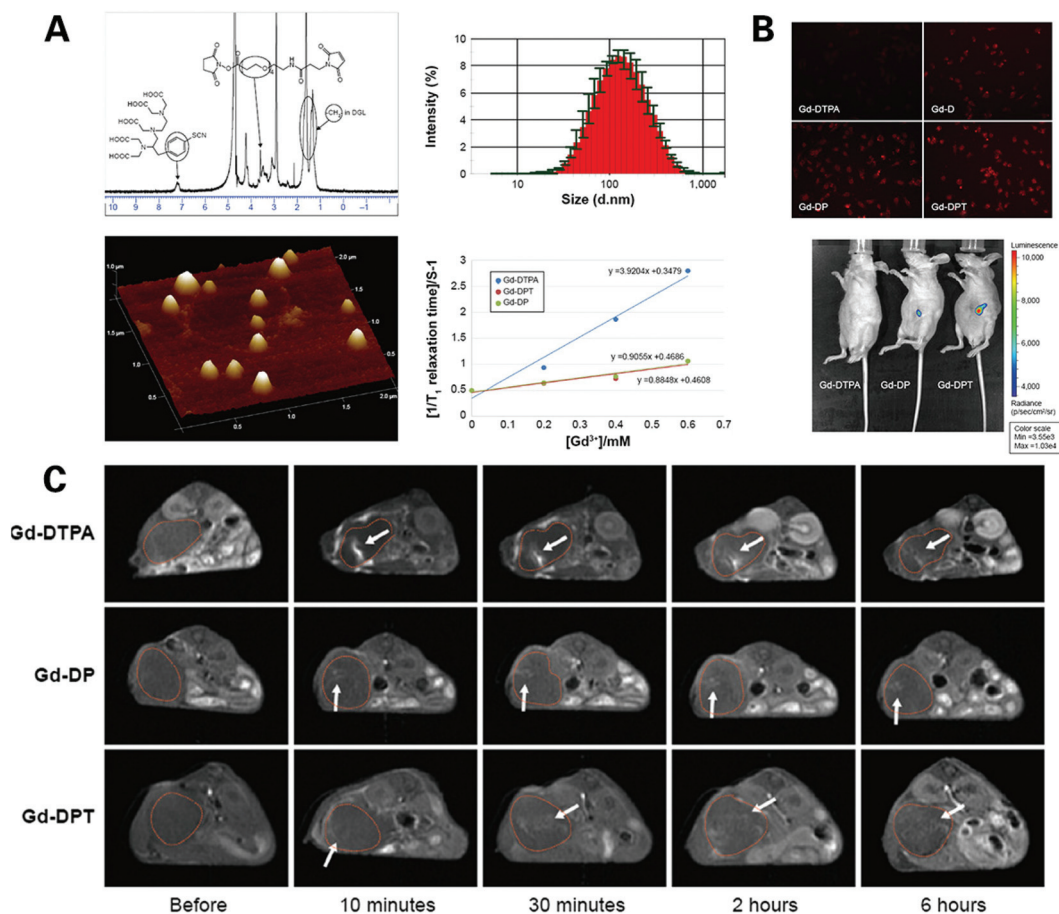 A
HOOC
HOOC
HOOC
HOOC
HOOC
SCN
O
O
N
O
O
O
4
NH
O
N
O
O
-CH2 in DGL
10 9 8 7 6 5 4 3 2 1 0 -1
Intensity (%)
10
8
6
4
2
0
10 100 1,000
Size (d.nm)
B
Gd-DTPA
Gd-D
Gd-DP
Gd-DPT
1.0 µm
0.5
2.0 µm
1.5
1.5 µm
1.0
1.0
0.5
0.5
1.0
1.5
2.0 µm
[1/T1 relaxation time]/S-1
3
2.5
2
1.5
1
0.5
0
Gd-DTPA
Gd-DPT
Gd-DP
y =3.9204x +0.3479
y =0.9055x +0.4686
y =0.8848x +0.4608
0 0.1 0.2 0.3 0.4 0.5 0.6 0.7
[Gd³⁺]/mM
Gd-DTPA
Gd-DP
Gd-DPT
Luminescence
10,000
8,000
6,000
4,000
Radiance
(p/sec/cm²/sr)
Color scale
Min =3.55e3
Max =1.03e4
C
Gd-DTPA
Gd-DP
Gd-DPT
Before
10 minutes
30 minutes
2 hours
6 hours